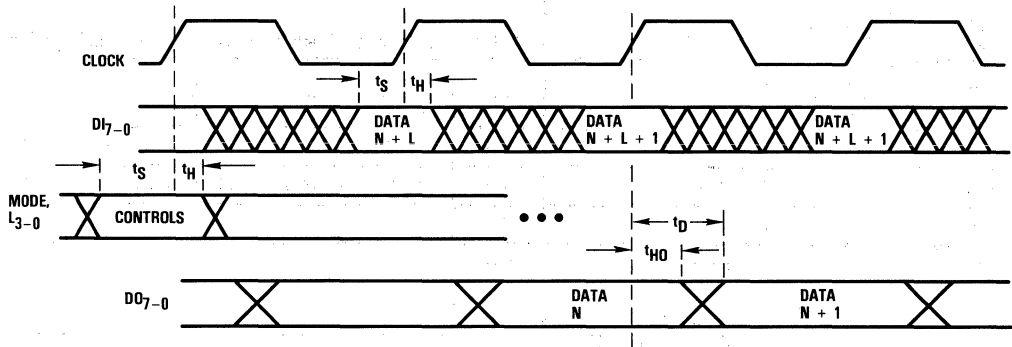 CLOCK
tS tH
DI7-0 DATA DATA DATA
N + L N + L + 1 N + L + 1
tS tH
MODE,
L3-0 CONTROLS
tD
tHO
DO7-0 DATA DATA
N N + 1